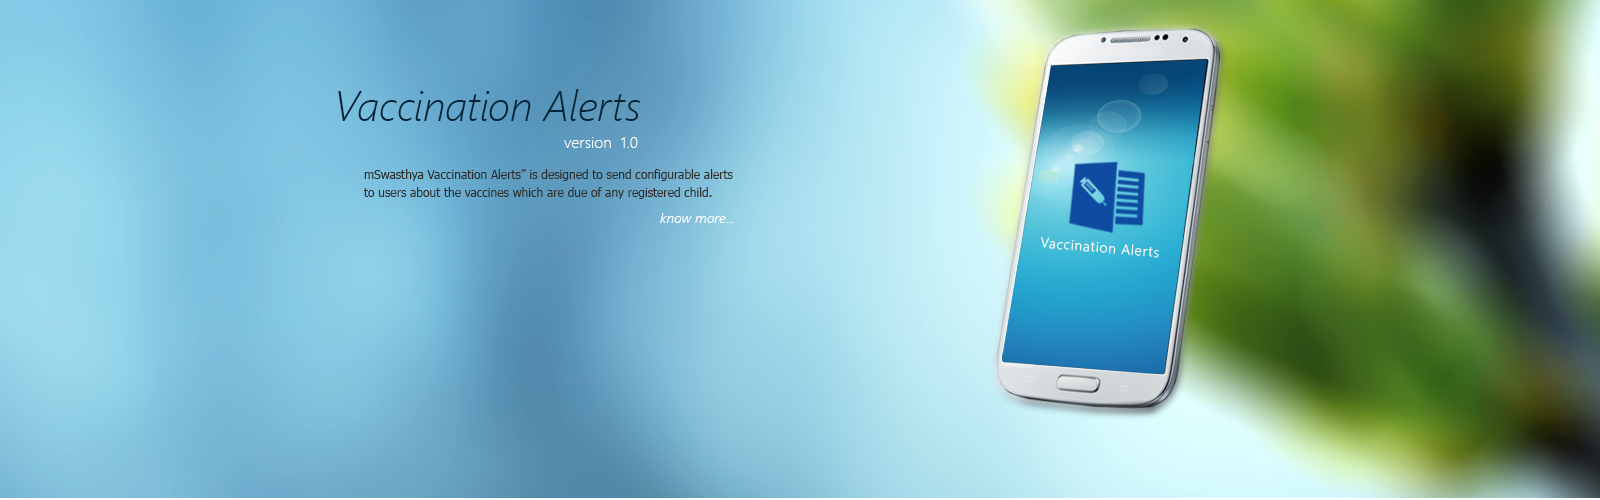 Vaccination Alerts
version 1.0
mSwasthya Vaccination Alerts” is designed to send configurable alerts
to users about the vaccines which are due of any registered child.
know more...
Vaccination Alerts